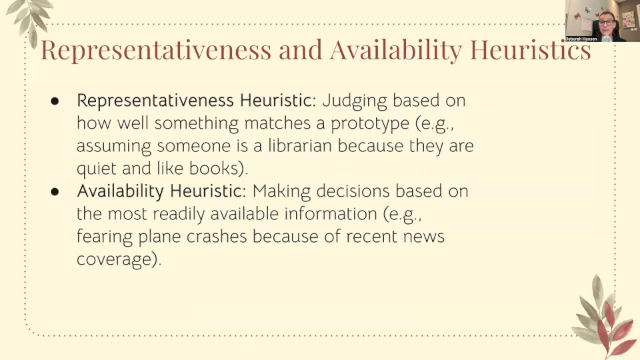 Representativeness and Availability Heuristics
● Representativeness Heuristic: Judging based on
how well something matches a prototype (e.g.,
assuming someone is a librarian because they are
quiet and like books).
● Availability Heuristic: Making decisions based on
the most readily available information (e.g.,
fearing plane crashes because of recent news
coverage).
Deborah